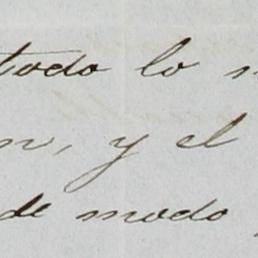 todo lo
n, y el
de modo